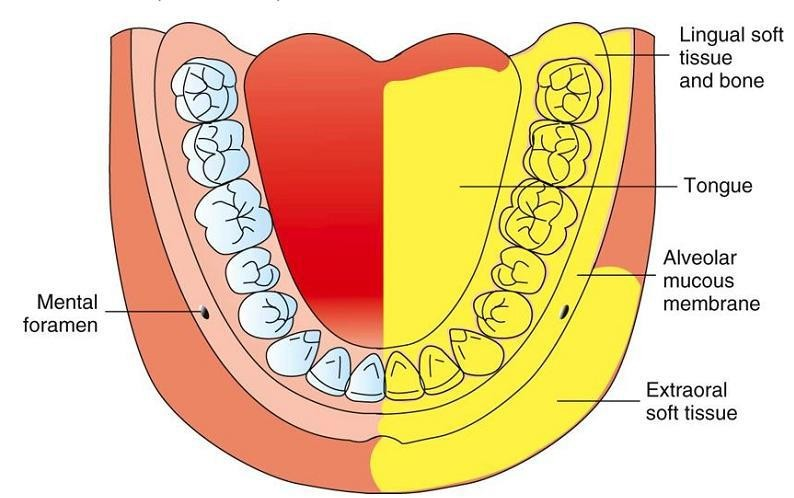 Lingual soft
tissue
and bone
Tongue
Alveolar
mucous
membrane
Mental
foramen
Extraoral
soft tissue